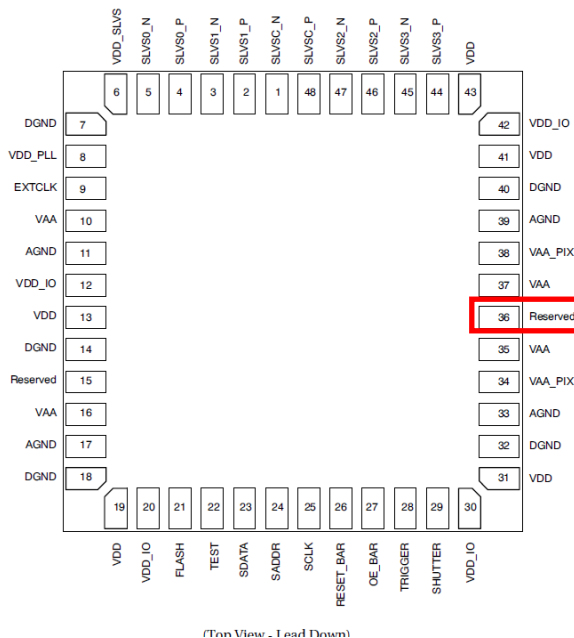 VDD_SLVS
SLVS0_N
SLVS0_P
SLVS1_N
SLVS1_P
SLVSC_N
SLVSC_P
SLVS2_N
SLVS2_P
SLVS3_N
SLVS3_P
VDD
6 5 4 3 2 1 48 47 46 45 44 43
DGND 7
VDD_PLL 8
EXTCLK 9
VAA 10
AGND 11
VDD_IO 12
VDD 13
DGND 14
Reserved 15
VAA 16
AGND 17
DGND 18
42 VDD_IO
41 VDD
40 DGND
39 AGND
38 VAA_PIX
37 VAA
36 Reserved
35 VAA
34 VAA_PIX
33 AGND
32 DGND
31 VDD
19 20 21 22 23 24 25 26 27 28 29 30
VDD
VDD_IO
FLASH
TEST
SDATA
SADDR
SCLK
RESET_BAR
OE_BAR
TRIGGER
SHUTTER
VDD_IO
(Top View - Lead Down)